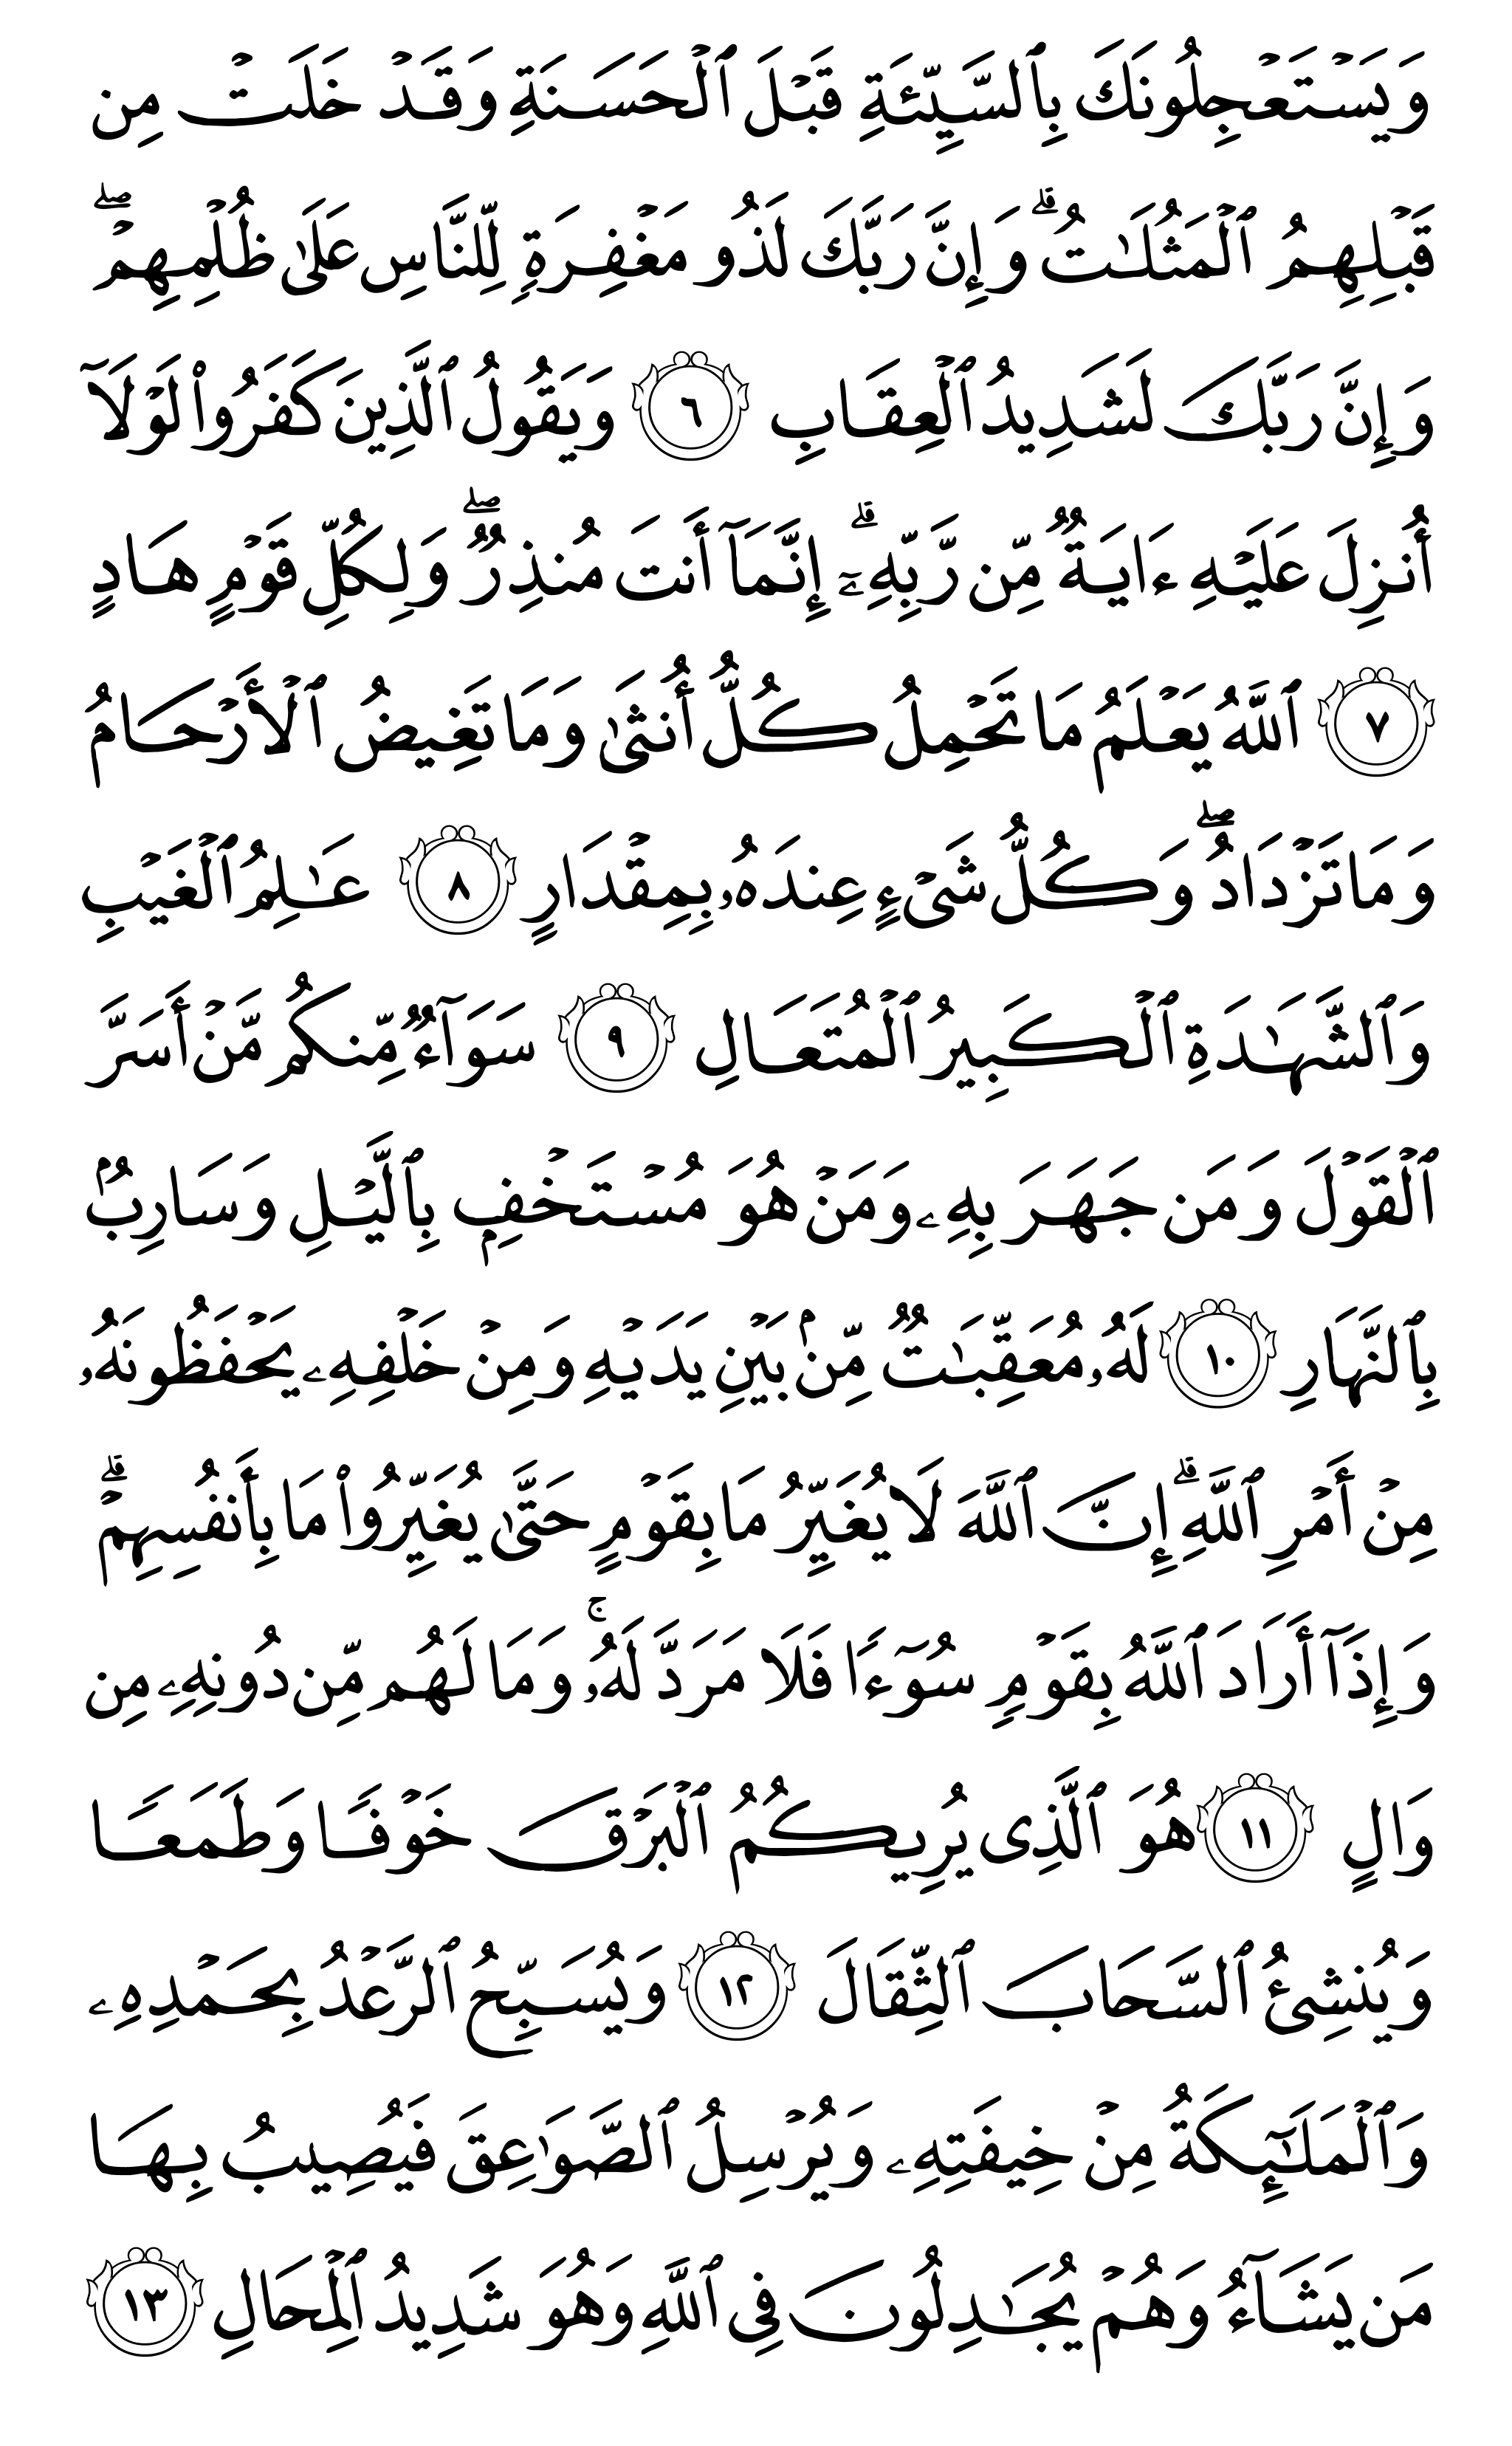 وَيَسۡتَعۡجِلُونَكَ بِٱلسَّيِّئَةِ قَبۡلَ ٱلۡحَسَنَةِ وَقَدۡ خَلَتۡ مِن
قَبۡلِهِمُ ٱلۡمَثُلَٰتُۗ وَإِنَّ رَبَّكَ لَذُو مَغۡفِرَةٖ لِّلنَّاسِ عَلَىٰ ظُلۡمِهِمۡۖ
وَإِنَّ رَبَّكَ لَشَدِيدُ ٱلۡعِقَابِ ٦ وَيَقُولُ ٱلَّذِينَ كَفَرُواْ لَوۡلَآ
أُنزِلَ عَلَيۡهِ ءَايَةٞ مِّن رَّبِّهِۦٓۗ إِنَّمَآ أَنتَ مُنذِرٞۖ وَلِكُلِّ قَوۡمٍ هَادٍ
٧ ٱللَّهُ يَعۡلَمُ مَا تَحۡمِلُ كُلُّ أُنثَىٰ وَمَا تَغِيضُ ٱلۡأَرۡحَامُ
وَمَا تَزۡدَادُۖ وَكُلُّ شَيۡءٍ عِندَهُۥ بِمِقۡدَارٍ ٨ عَٰلِمُ ٱلۡغَيۡبِ
وَٱلشَّهَٰدَةِ ٱلۡكَبِيرُ ٱلۡمُتَعَالِ ٩ سَوَآءٞ مِّنكُم مَّنۡ أَسَرَّ
ٱلۡقَوۡلَ وَمَن جَهَرَ بِهِۦ وَمَنۡ هُوَ مُسۡتَخۡفِۭ بِٱلَّيۡلِ وَسَارِبُۢ
بِٱلنَّهَارِ ١٠ لَهُۥ مُعَقِّبَٰتٞ مِّنۢ بَيۡنِ يَدَيۡهِ وَمِنۡ خَلۡفِهِۦ يَحۡفَظُونَهُۥ
مِنۡ أَمۡرِ ٱللَّهِۗ إِنَّ ٱللَّهَ لَا يُغَيِّرُ مَا بِقَوۡمٍ حَتَّىٰ يُغَيِّرُواْ مَا بِأَنفُسِهِمۡۗ
وَإِذَآ أَرَادَ ٱللَّهُ بِقَوۡمٖ سُوٓءٗا فَلَا مَرَدَّ لَهُۥۚ وَمَا لَهُم مِّن دُونِهِۦ مِن
وَالٍ ١١ هُوَ ٱلَّذِي يُرِيكُمُ ٱلۡبَرۡقَ خَوۡفٗا وَطَمَعٗا
وَيُنشِئُ ٱلسَّحَابَ ٱلثِّقَالَ ١٢ وَيُسَبِّحُ ٱلرَّعۡدُ بِحَمۡدِهِۦ
وَٱلۡمَلَٰٓئِكَةُ مِنۡ خِيفَتِهِۦ وَيُرۡسِلُ ٱلصَّوَٰعِقَ فَيُصِيبُ بِهَا
مَن يَشَآءُ وَهُمۡ يُجَٰدِلُونَ فِي ٱللَّهِ وَهُوَ شَدِيدُ ٱلۡمِحَالِ ١٣